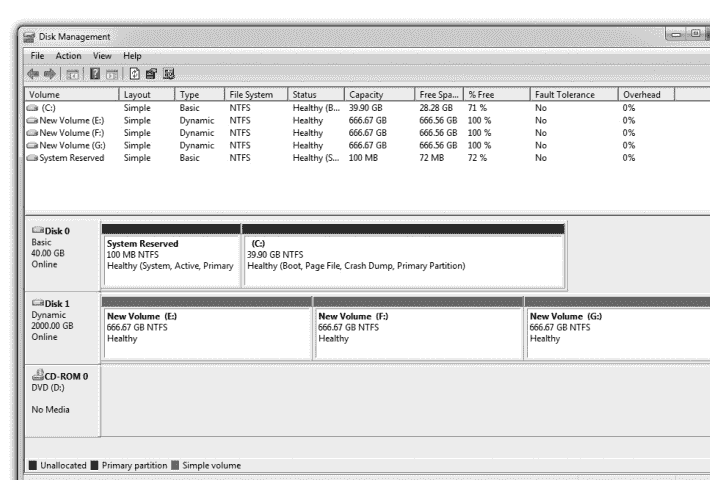 Disk Management
File Action View Help
Volume Layout Type File System Status Capacity Free Spa... % Free Fault Tolerance Overhead
(C:) Simple Basic NTFS Healthy (B... 39.90 GB 28.28 GB 71 % No 0%
New Volume (E:) Simple Dynamic NTFS Healthy 666.67 GB 666.56 GB 100 % No 0%
New Volume (F:) Simple Dynamic NTFS Healthy 666.67 GB 666.56 GB 100 % No 0%
New Volume (G:) Simple Dynamic NTFS Healthy 666.67 GB 666.56 GB 100 % No 0%
System Reserved Simple Basic NTFS Healthy (S... 100 MB 72 MB 72 % No 0%
Disk 0
Basic
40.00 GB
Online
System Reserved
100 MB NTFS
Healthy (System, Active, Primary
(C:)
39.90 GB NTFS
Healthy (Boot, Page File, Crash Dump, Primary Partition)
Disk 1
Dynamic
2000.00 GB
Online
New Volume (E:)
666.67 GB NTFS
Healthy
New Volume (F:)
666.67 GB NTFS
Healthy
New Volume (G:)
666.67 GB NTFS
Healthy
CD-ROM 0
DVD (D:)
No Media
Unallocated Primary partition Simple volume